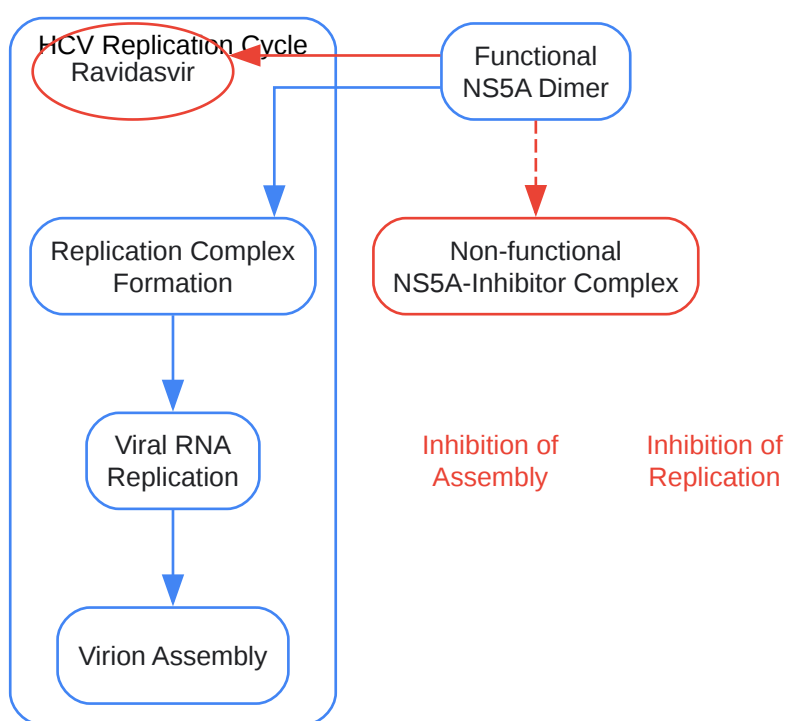 HCV Replication Cycle
Ravidasvir
Functional
NS5A Dimer
Replication Complex
Formation
Non-functional
NS5A-Inhibitor Complex
Viral RNA
Replication
Inhibition of
Assembly
Inhibition of
Replication
Virion Assembly